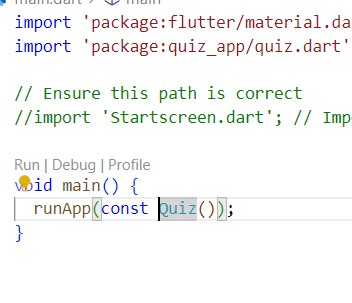 main.dart > main
import 'package:flutter/material.da
import 'package:quiz_app/quiz.dart'
// Ensure this path is correct
//import 'Startscreen.dart'; // Imp
Run | Debug | Profile
void main() {
runApp(const Quiz());
}